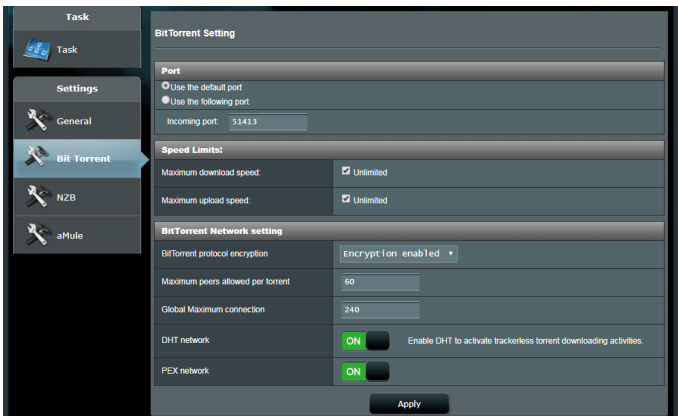 Task
Task
Settings
General
Bit Torrent
NZB
aMule
BitTorrent Setting
Port
Use the default port
Use the following port
Incoming port: 51413
Speed Limits:
Maximum download speed: Unlimited
Maximum upload speed: Unlimited
BitTorrent Network setting
BitTorrent protocol encryption Encryption enabled
Maximum peers allowed per torrent 60
Global Maximum connection 240
DHT network ON Enable DHT to activate trackerless torrent downloading activities.
PEX network ON
Apply